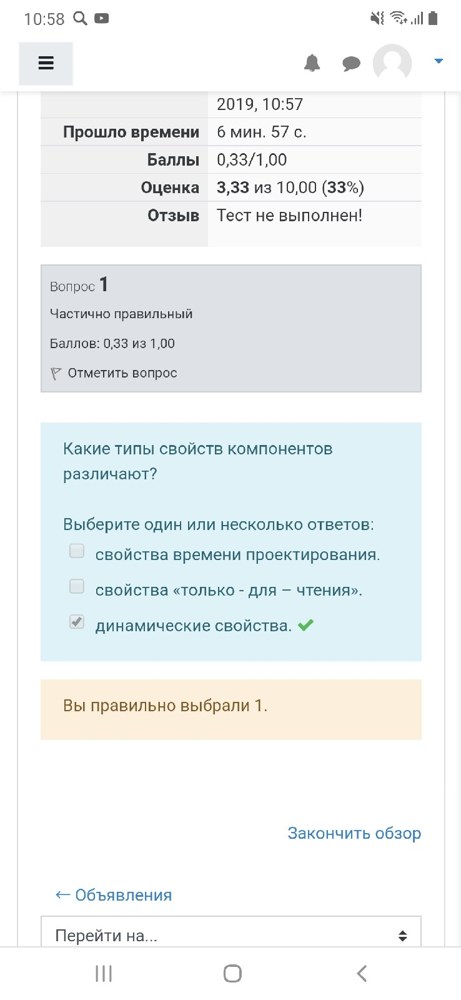 10:58
2019, 10:57
Прошло времени 6 мин. 57 с.
Баллы 0,33/1,00
Оценка 3,33 из 10,00 (33%)
Отзыв Тест не выполнен!
Вопрос 1
Частично правильный
Баллов: 0,33 из 1,00
Отметить вопрос
Какие типы свойств компонентов
различают?
Выберите один или несколько ответов:
свойства времени проектирования.
свойства «только - для – чтения».
динамические свойства.
Вы правильно выбрали 1.
Закончить обзор
← Объявления
Перейти на...